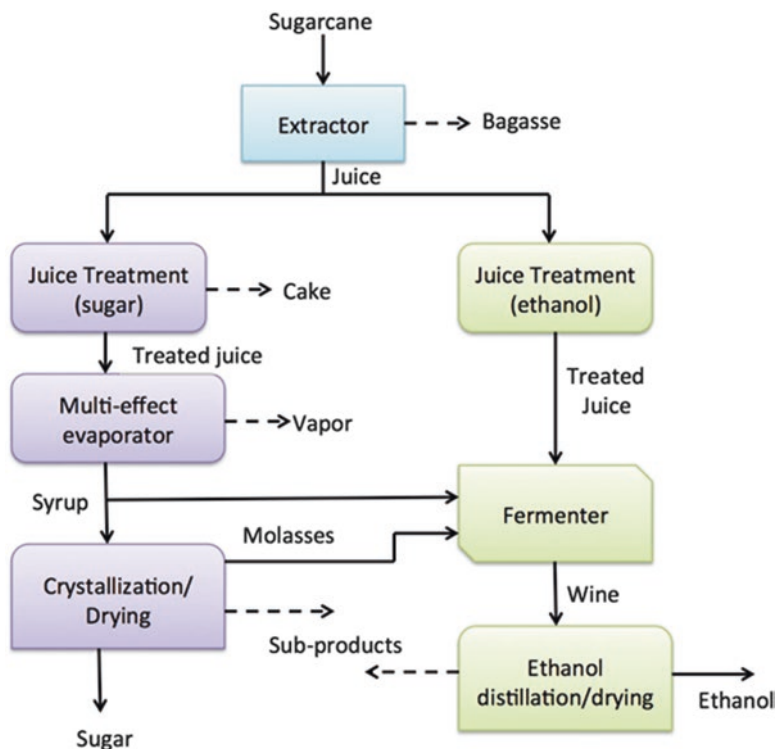 Sugarcane
Extractor
Bagasse
Juice
Juice Treatment
(sugar)
Cake
Juice Treatment
(ethanol)
Treated juice
Treated
Juice
Multi-effect
evaporator
Vapor
Syrup
Fermenter
Molasses
Crystallization/
Drying
Wine
Sub-products
Ethanol
distillation/drying
Ethanol
Sugar